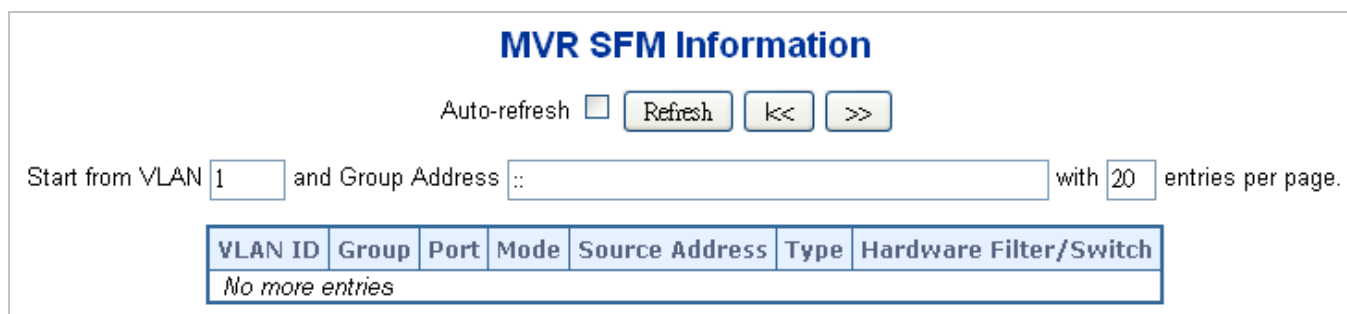 MVR SFM Information
Auto-refresh Refresh |<< >>
Start from VLAN 1 and Group Address :: with 20 entries per page.
VLAN ID Group Port Mode Source Address Type Hardware Filter/Switch
No more entries